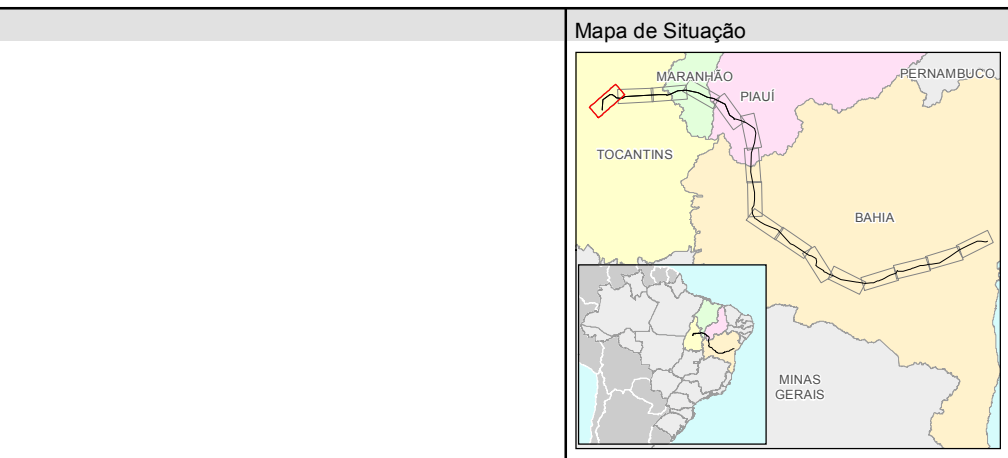 Mapa de Situação
MARANHÃO
PERNAMBUCO
PIAUÍ
TOCANTINS
BAHIA
MINAS
GERAIS